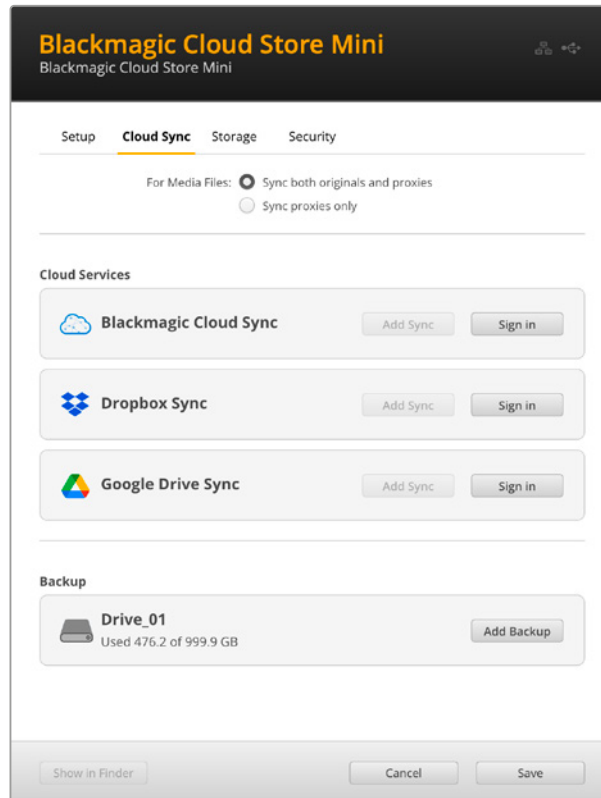 Blackmagic Cloud Store Mini
Blackmagic Cloud Store Mini
Setup Cloud Sync Storage Security
For Media Files: Sync both originals and proxies
Sync proxies only
Cloud Services
Blackmagic Cloud Sync Add Sync Sign in
Dropbox Sync Add Sync Sign in
Google Drive Sync Add Sync Sign in
Backup
Drive_01
Used 476.2 of 999.9 GB Add Backup
Show in Finder Cancel Save